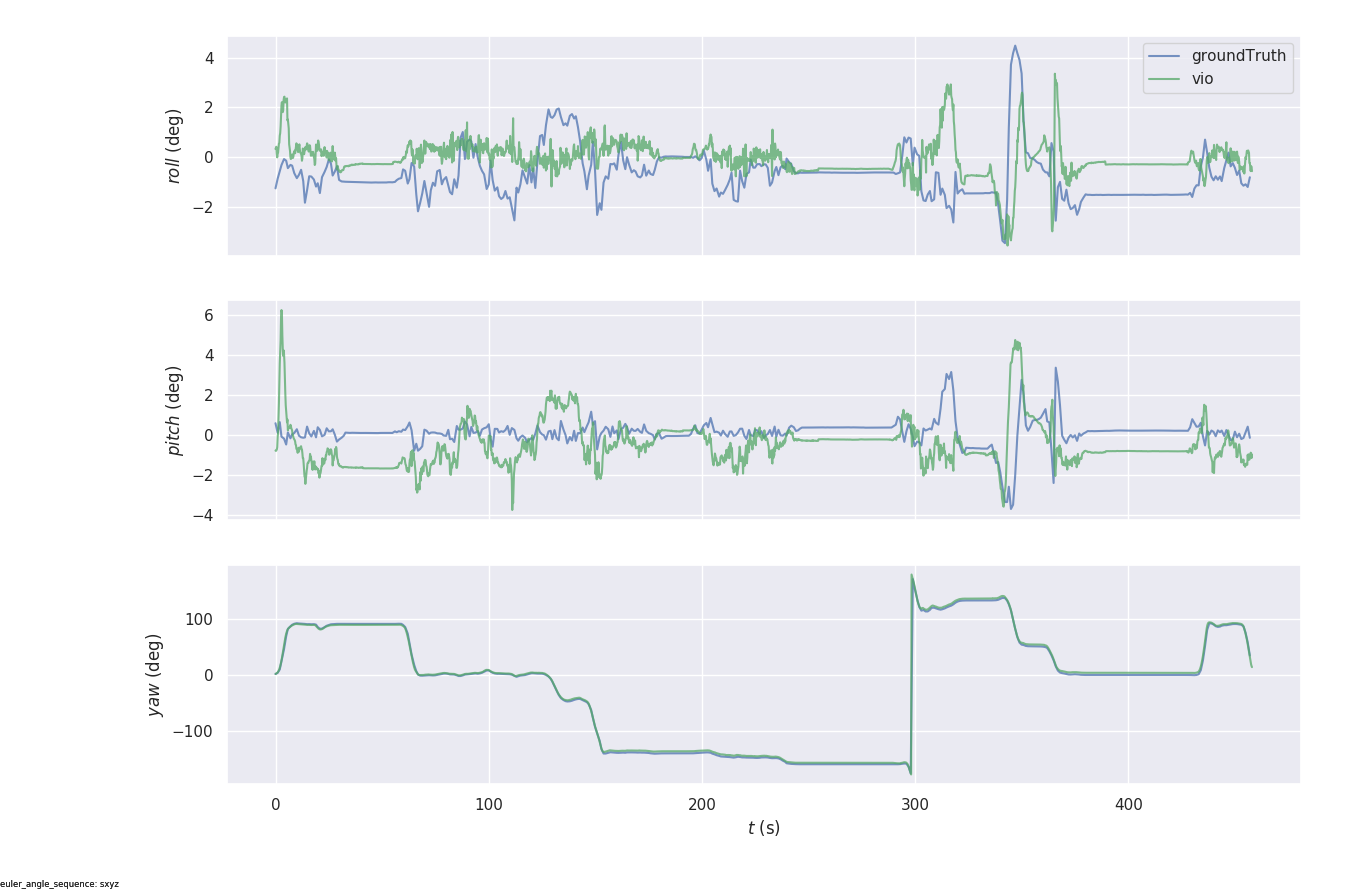 groundTruth
vio
roll (deg)
4
2
0
−2
pitch (deg)
6
4
2
0
−2
−4
yaw (deg)
100
0
−100
0
100
200
300
400
t (s)
euler_angle_sequence: sxyz